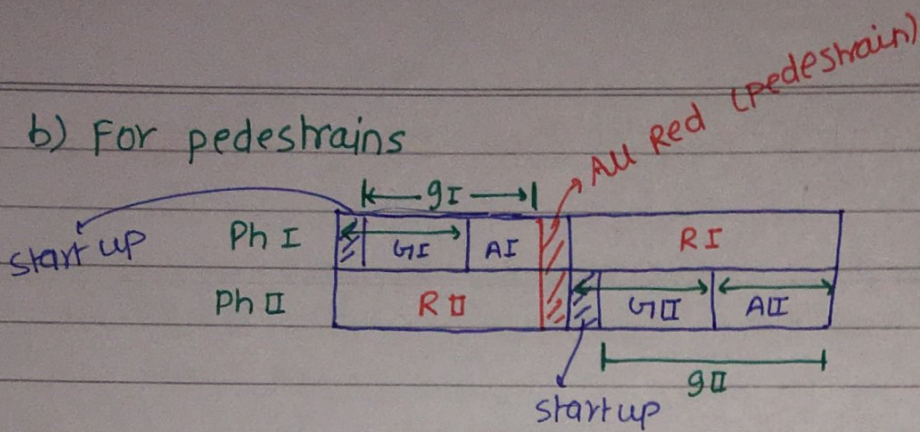 All Red (pedestrain)
b) For pedestrains
gI
start up
Ph I GI AI RI
Ph II R II GII AII
gII
start up